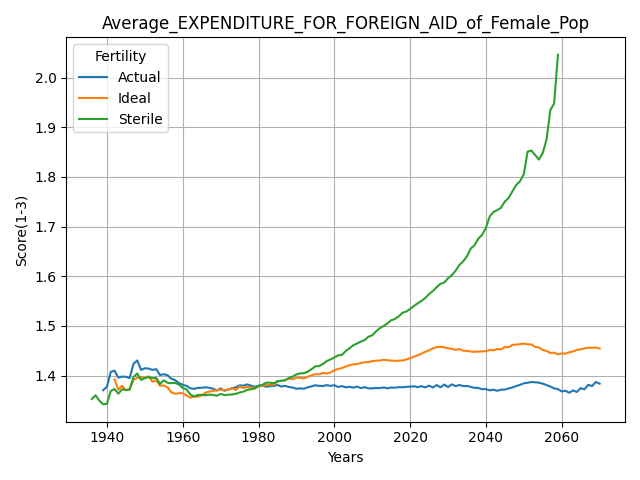 Average_EXPENDITURE_FOR_FOREIGN_AID_of_Female_Pop
Fertility
Actual
Ideal
Sterile
Score(1-3)
2.0
1.9
1.8
1.7
1.6
1.5
1.4
1940 1960 1980 2000 2020 2040 2060
Years